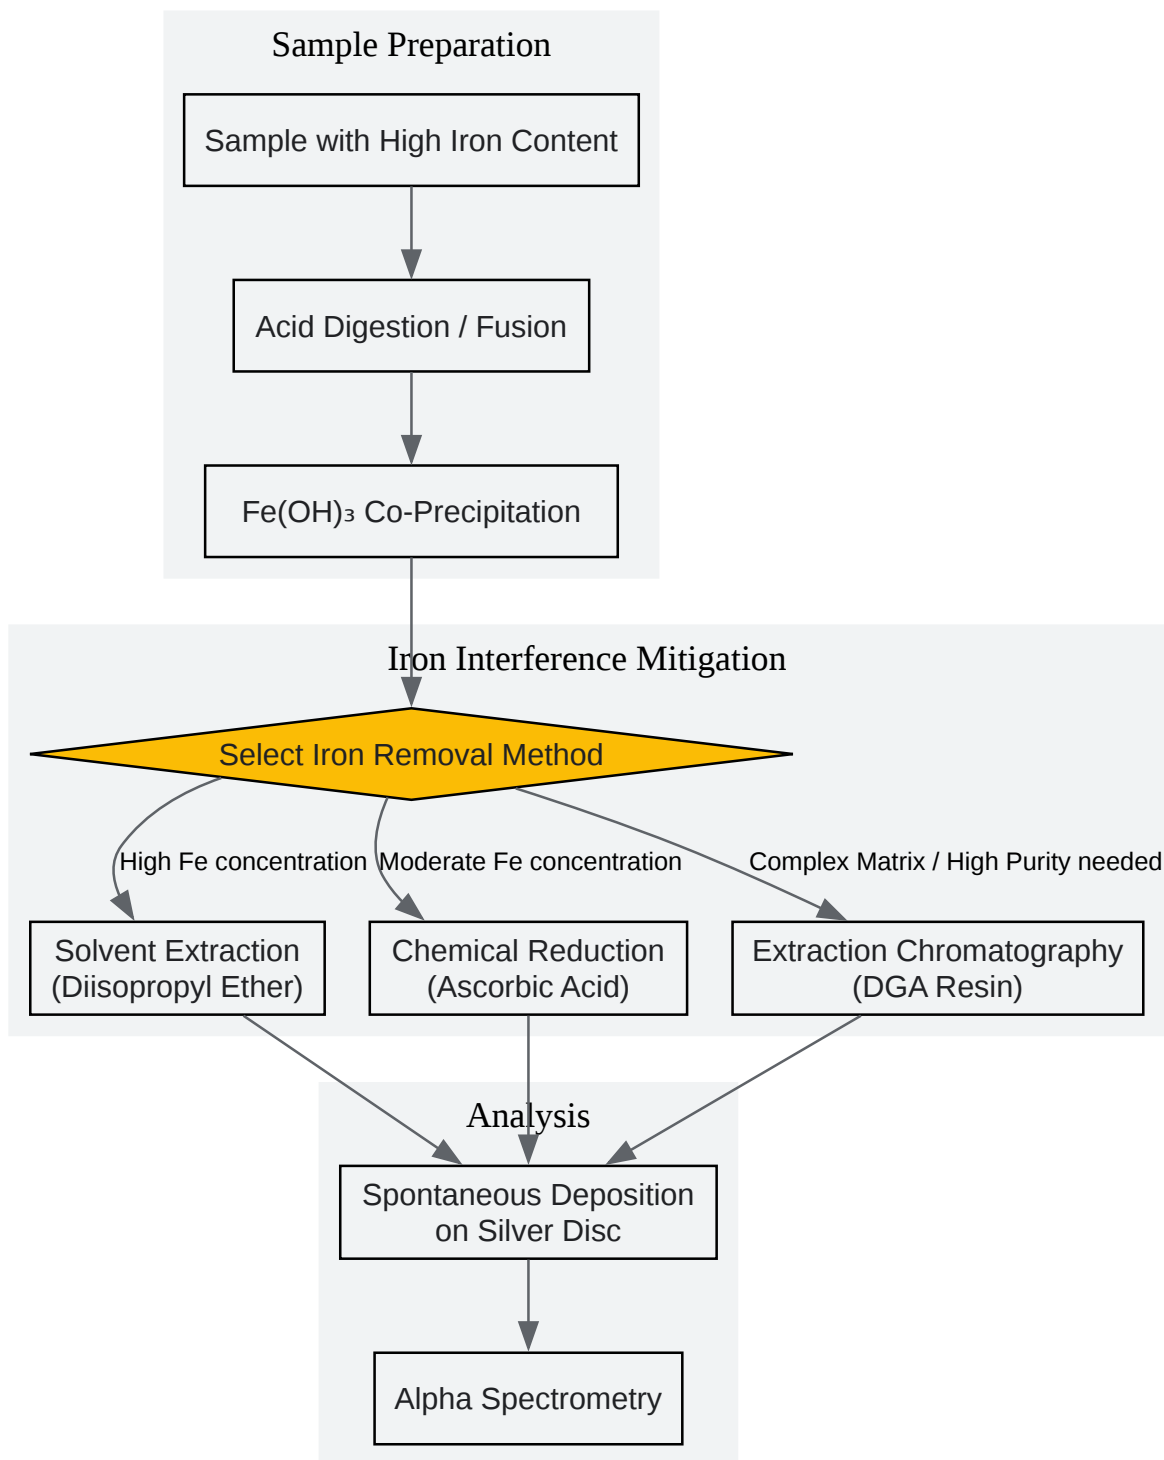 Sample Preparation
Sample with High Iron Content
Acid Digestion / Fusion
Fe(OH)₃ Co-Precipitation
Iron Interference Mitigation
Select Iron Removal Method
High Fe concentration
Moderate Fe concentration
Complex Matrix / High Purity needed
Solvent Extraction
(Diisopropyl Ether)
Chemical Reduction
(Ascorbic Acid)
Extraction Chromatography
(DGA Resin)
Analysis
Spontaneous Deposition
on Silver Disc
Alpha Spectrometry